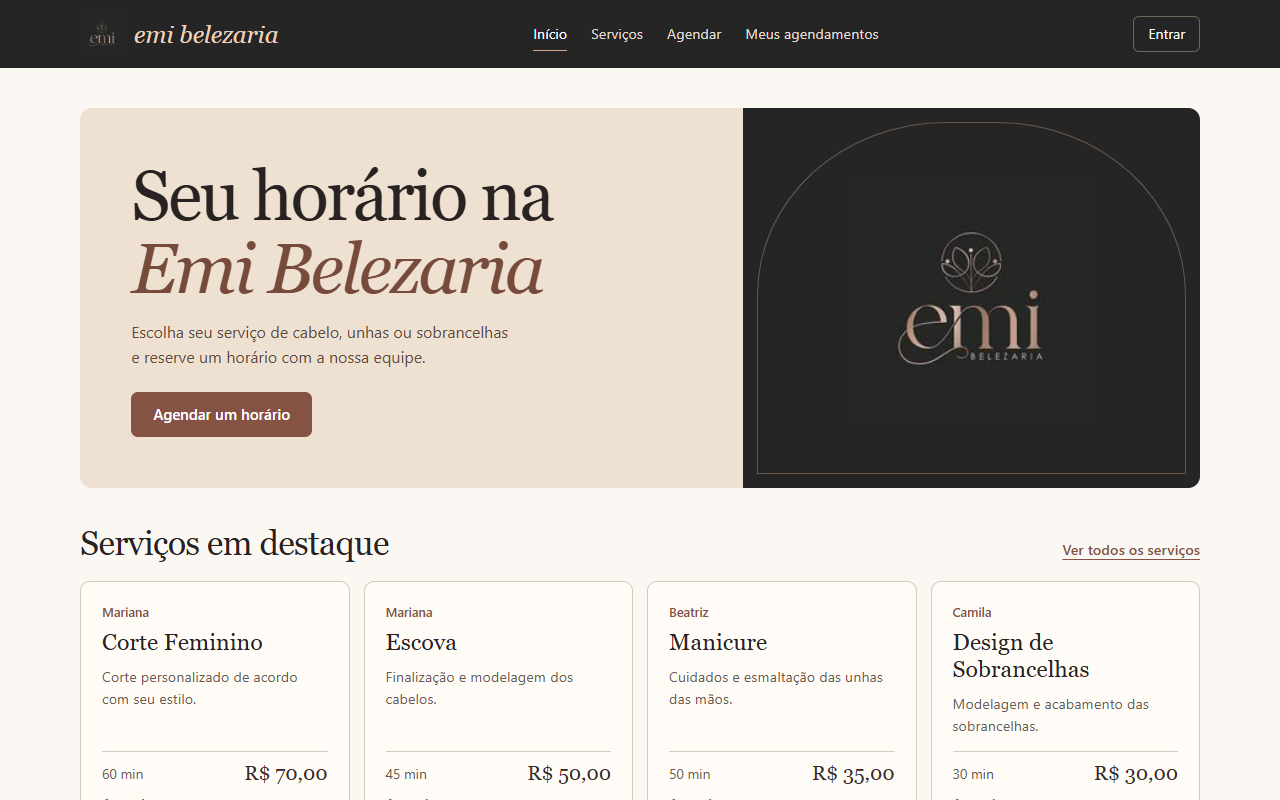 emi
emi belezaria
Início
Serviços
Agendar
Meus agendamentos
Entrar
Seu horário na
Emi Belezaria
Escolha seu serviço de cabelo, unhas ou sobrancelhas
e reserve um horário com a nossa equipe.
Agendar um horário
emi
BELEZARIA
Serviços em destaque
Ver todos os serviços
Mariana
Corte Feminino
Corte personalizado de acordo
com seu estilo.
60 min
R$ 70,00
Mariana
Escova
Finalização e modelagem dos
cabelos.
45 min
R$ 50,00
Beatriz
Manicure
Cuidados e esmaltação das unhas
das mãos.
50 min
R$ 35,00
Camila
Design de
Sobrancelhas
Modelagem e acabamento das
sobrancelhas.
30 min
R$ 30,00